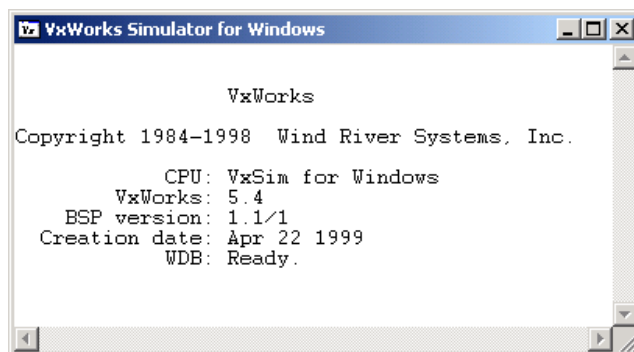 VxWorks Simulator for Windows
VxWorks
Copyright 1984-1998  Wind River Systems, Inc.
CPU: VxSim for Windows
VxWorks: 5.4
BSP version: 1.1/1
Creation date: Apr 22 1999
WDB: Ready.